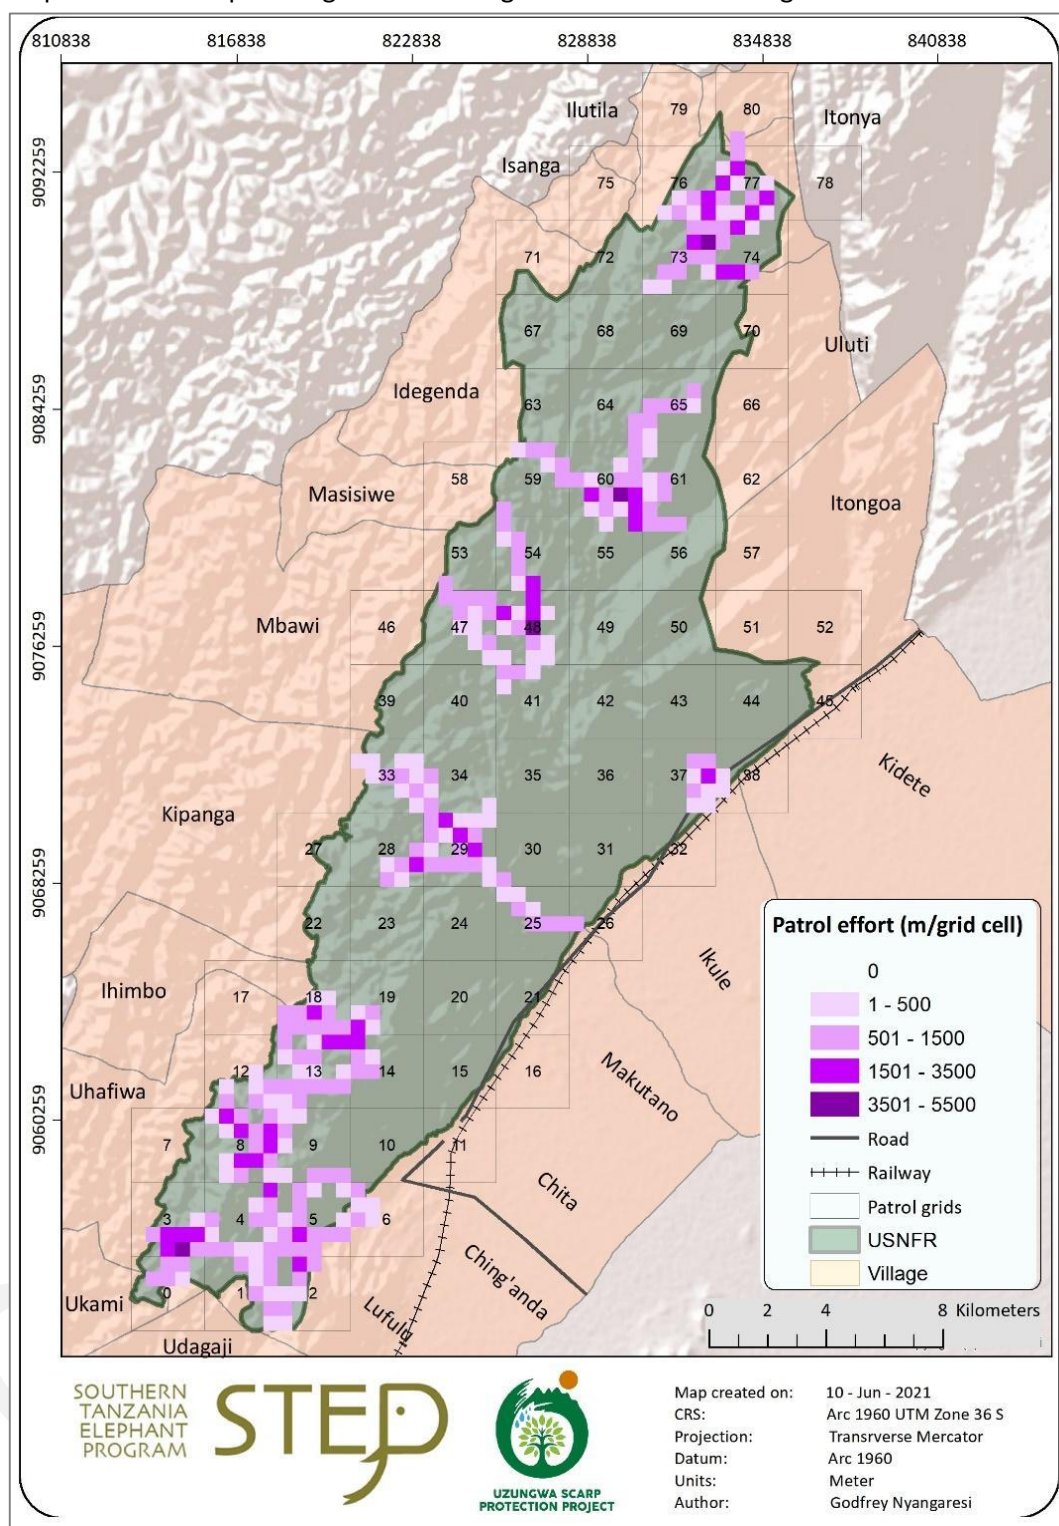 810838 816838 822838 828838 834838 840838
Ilutila 79 80 Itonya
9092259
Isanga 75 76 77 78
71 72 73 74
67 68 69 70 Uluti
Idegenda
9084259
63 64 65 66
58 59 60 61 62
Masisiwe Itongoa
53 54 55 56 57
9076259
Mbawi 46 47 48 49 50 51 52
39 40 41 42 43 44 45
Kidete
33 34 35 36 37 38
Kipanga
27 28 29 30 31 32
9068259
22 23 24 25 26
Ikule
Ihimbo 17 18 19 20 21
Makutano
Uhafiwa 12 13 14 15 16
9060259
7 8 9 10 11
Chita
3 4 5 6
Ching'anda
Ukami 0 1 2 Lufulu
Udagaji
Patrol effort (m/grid cell)
0
1 - 500
501 - 1500
1501 - 3500
3501 - 5500
Road
Railway
Patrol grids
USNFR
Village
0 2 4 8 Kilometers
SOUTHERN
TANZANIA
ELEPHANT
PROGRAM
STEP
UZUNGWA SCARP
PROTECTION PROJECT
Map created on: 10 - Jun - 2021
CRS: Arc 1960 UTM Zone 36 S
Projection: Transrverse Mercator
Datum: Arc 1960
Units: Meter
Author: Godfrey Nyangaresi